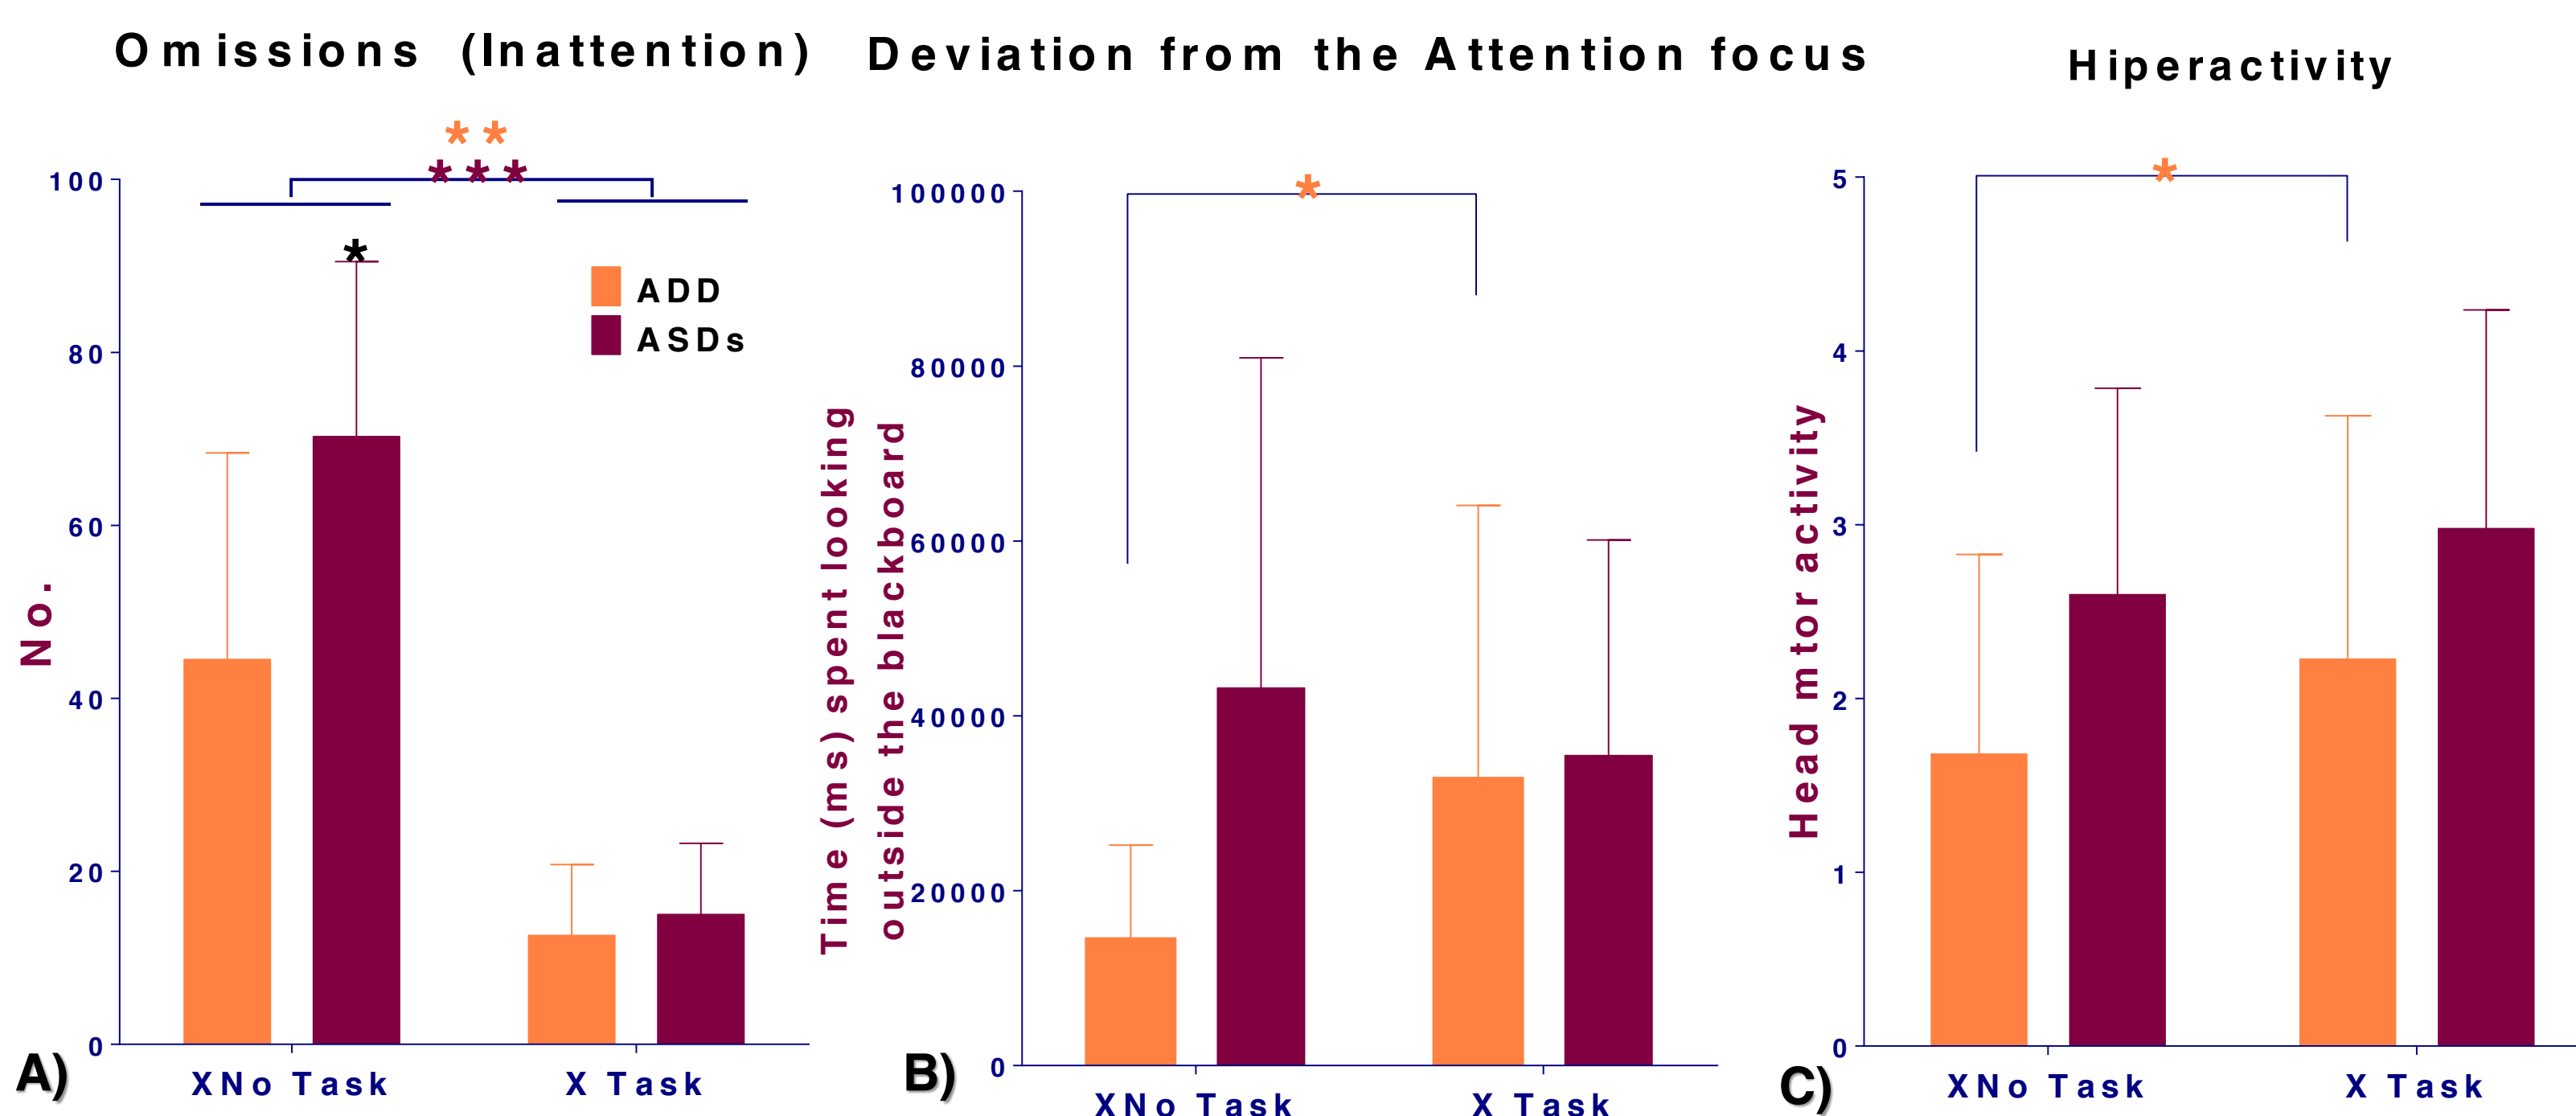 Omissions (Inattention)
**
***
*
100
80
60
40
20
0
No.
ADD
ASDs
XNo Task
X Task
A)
Deviation from the Attention focus
*
100000
80000
60000
40000
20000
0
Time (ms) spent looking
outside the blackboard
XNo Task
X Task
B)
Hiperactivity
*
5
4
3
2
1
0
Head mtor activity
XNo Task
X Task
C)